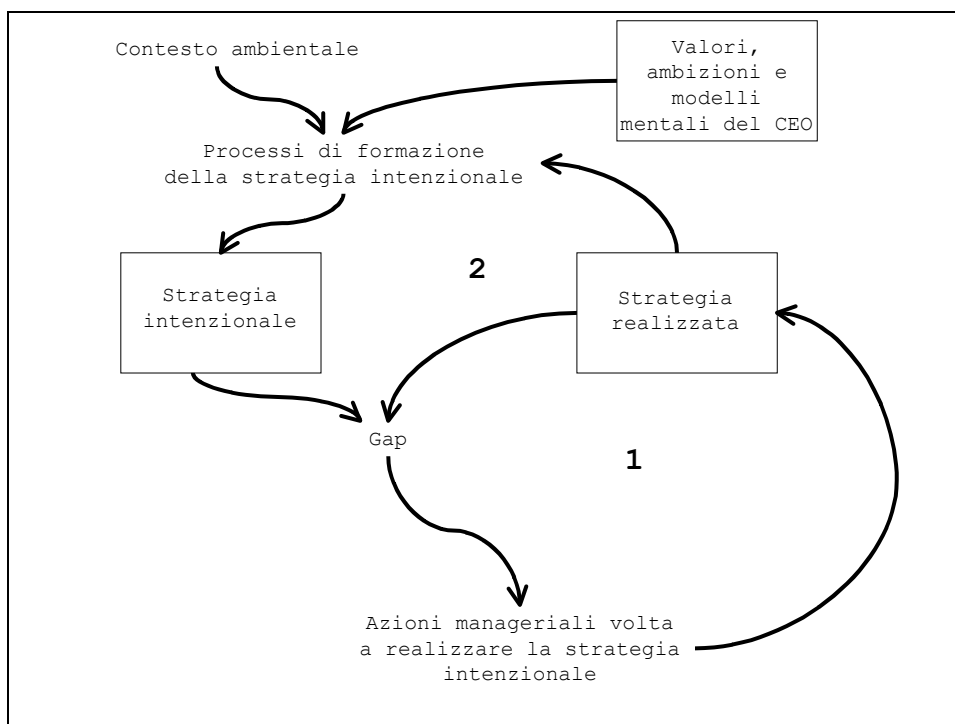 Contesto ambientale
Valori,
ambizioni e
modelli
mentali del CEO
Processi di formazione
della strategia intenzionale
2
Strategia
intenzionale
Strategia
realizzata
Gap
1
Azioni manageriali volta
a realizzare la strategia
intenzionale